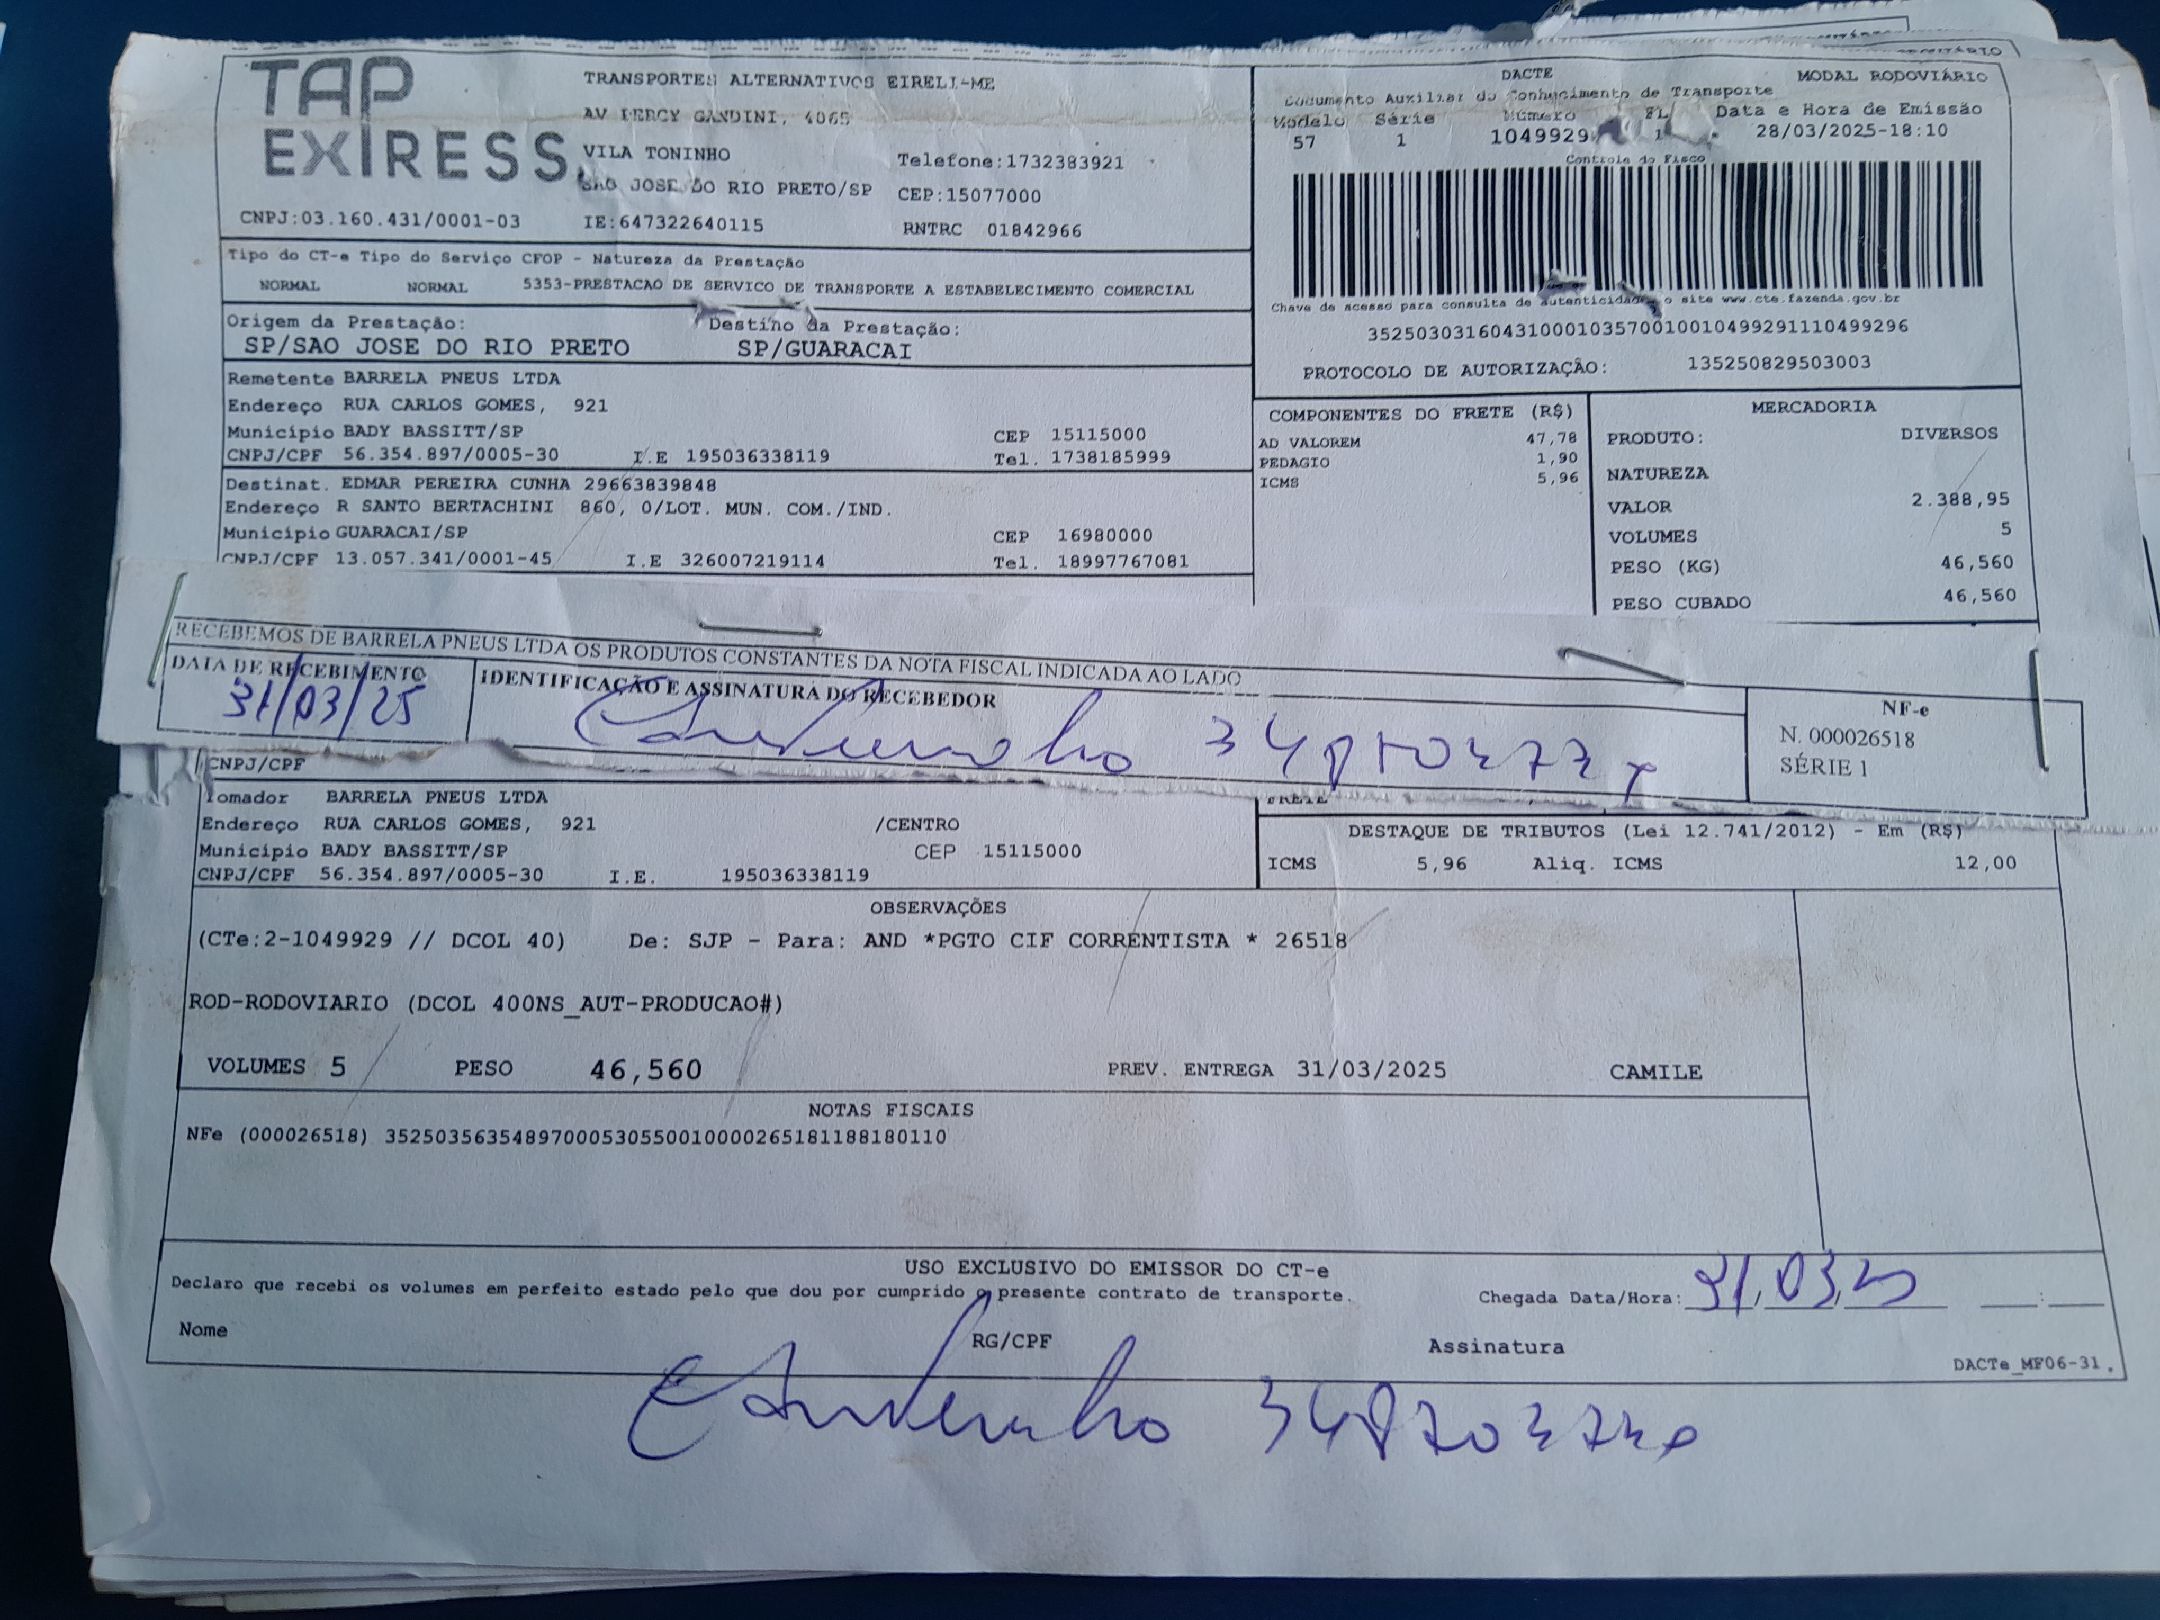 TAP
EXPRESS
TRANSPORTES ALTERNATIVOS EIRELI-ME
AV PERCY GANDINI, 4065
VILA TONINHO
Telefone:1732383921
SAO JOSE DO RIO PRETO/SP CEP:15077000
CNPJ:03.160.431/0001-03 IE:647322640115 RNTRC 01842966
DACTE MODAL RODOVIÁRIO
Documento Auxiliar do Conhecimento de Transporte
Modelo Série Número FL Data e Hora de Emissão
57 1 1049929 1 28/03/2025-18:10
Controle do Fisco
Chave de acesso para consulta de autenticidade o site www.cte.fazenda.gov.br
35250303160431000103570010010499291110499296
PROTOCOLO DE AUTORIZAÇÃO: 135250829503003
Tipo do CT-e Tipo do Serviço CFOP - Natureza da Prestação
NORMAL NORMAL 5353-PRESTACAO DE SERVICO DE TRANSPORTE A ESTABELECIMENTO COMERCIAL
Origem da Prestação: Destino da Prestação:
SP/SAO JOSE DO RIO PRETO SP/GUARACAI
Remetente BARRELA PNEUS LTDA
Endereço RUA CARLOS GOMES, 921
Município BADY BASSITT/SP CEP 15115000
CNPJ/CPF 56.354.897/0005-30 I.E 195036338119 Tel. 1738185999
Destinat. EDMAR PEREIRA CUNHA 29663839848
Endereço R SANTO BERTACHINI 860, 0/LOT. MUN. COM./IND.
Município GUARACAI/SP CEP 16980000
CNPJ/CPF 13.057.341/0001-45 I.E 326007219114 Tel. 18997767081
COMPONENTES DO FRETE (R$)
AD VALOREM 47,78
PEDAGIO 1,90
ICMS 5,96
MERCADORIA
PRODUTO: DIVERSOS
NATUREZA
VALOR 2.388,95
VOLUMES 5
PESO (KG) 46,560
PESO CUBADO 46,560
RECEBEMOS DE BARRELA PNEUS LTDA OS PRODUTOS CONSTANTES DA NOTA FISCAL INDICADA AO LADO
DATA DE RECEBIMENTO IDENTIFICAÇÃO E ASSINATURA DO RECEBEDOR
31/03/25
NF-e
N. 000026518
SÉRIE 1
CNPJ/CPF
Tomador BARRELA PNEUS LTDA
Endereço RUA CARLOS GOMES, 921 /CENTRO
Município BADY BASSITT/SP CEP 15115000
CNPJ/CPF 56.354.897/0005-30 I.E. 195036338119
FRETE
DESTAQUE DE TRIBUTOS (Lei 12.741/2012) - Em (R$)
ICMS 5,96 Aliq. ICMS 12,00
OBSERVAÇÕES
(CTe:2-1049929 // DCOL 40) De: SJP - Para: AND *PGTO CIF CORRENTISTA * 26518
ROD-RODOVIARIO (DCOL 400NS_AUT-PRODUCAO#)
VOLUMES 5 PESO 46,560 PREV. ENTREGA 31/03/2025 CAMILE
NOTAS FISCAIS
NFe (000026518) 35250356354897000530550010000265181188180110
USO EXCLUSIVO DO EMISSOR DO CT-e
Declaro que recebi os volumes em perfeito estado pelo que dou por cumprido o presente contrato de transporte.
Chegada Data/Hora: 31,03,25 :
Nome RG/CPF Assinatura
DACTe_MF06-31.